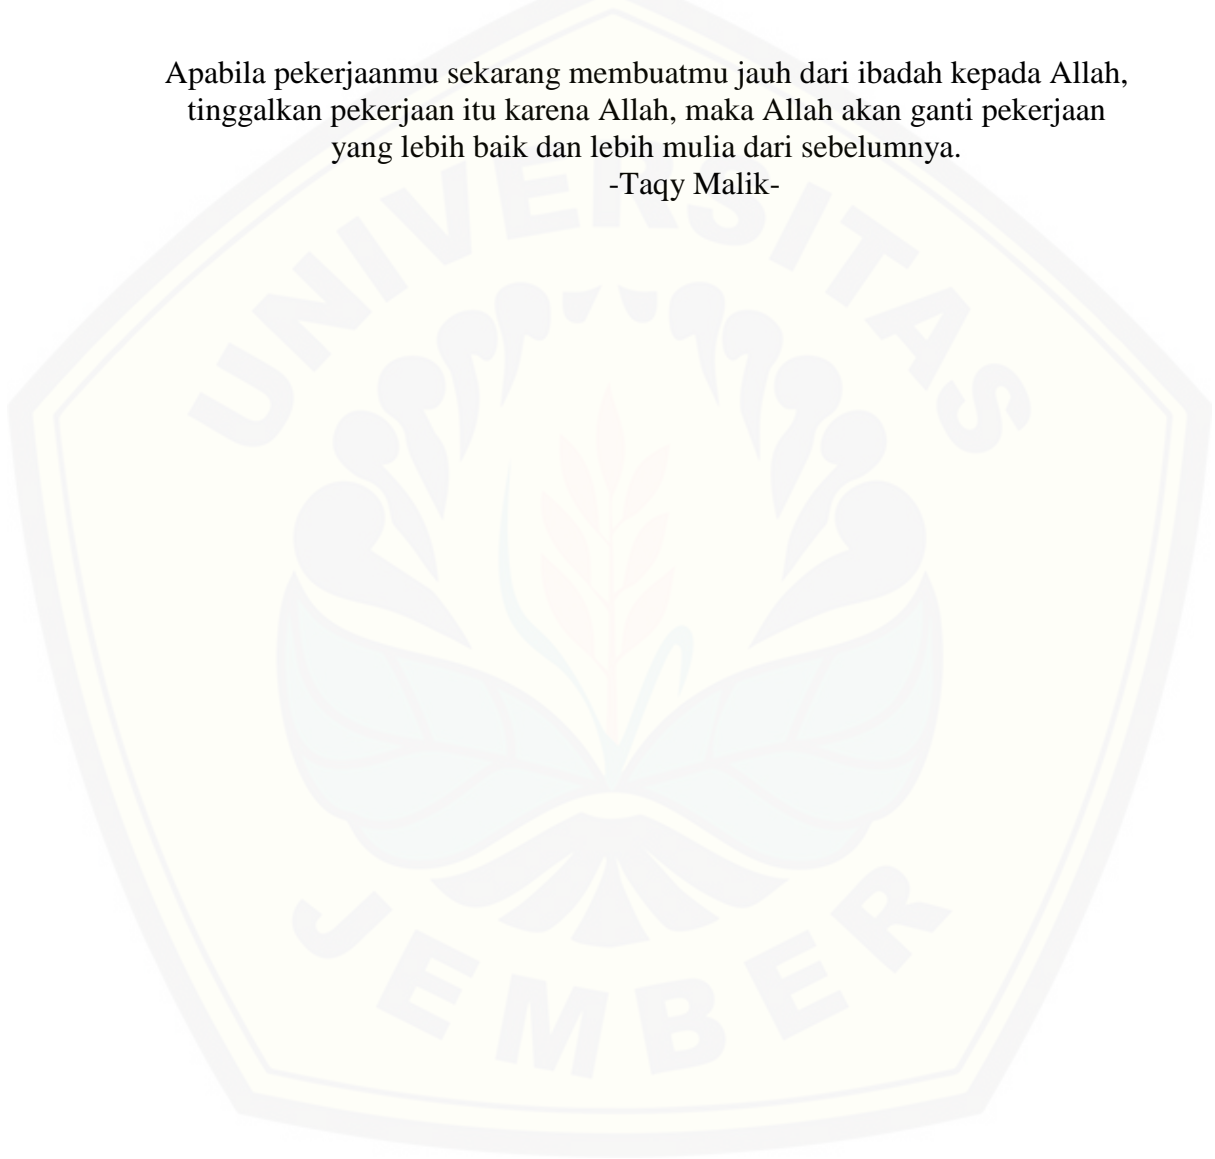 Apabila pekerjaanmu sekarang membuatmu jauh dari ibadah kepada Allah,
tinggalkan pekerjaan itu karena Allah, maka Allah akan ganti pekerjaan
yang lebih baik dan lebih mulia dari sebelumnya.
-Taqy Malik-
UNIVERSITAS
JEMBER